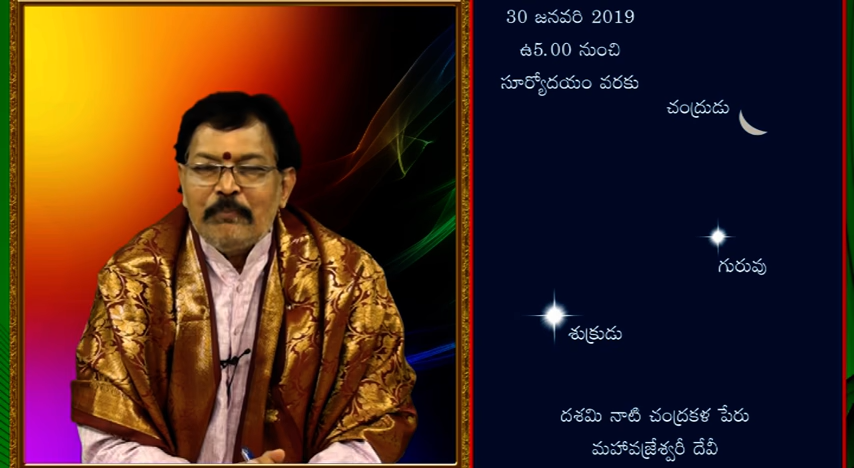 30 జనవరి 2019
ఉ5.00 నుంచి
సూర్యోదయం వరకు
చంద్రుడు
గురువు
శుక్రుడు
దశమి నాటి చంద్రకళ పేరు
మహావజ్రేశ్వరీ దేవీ